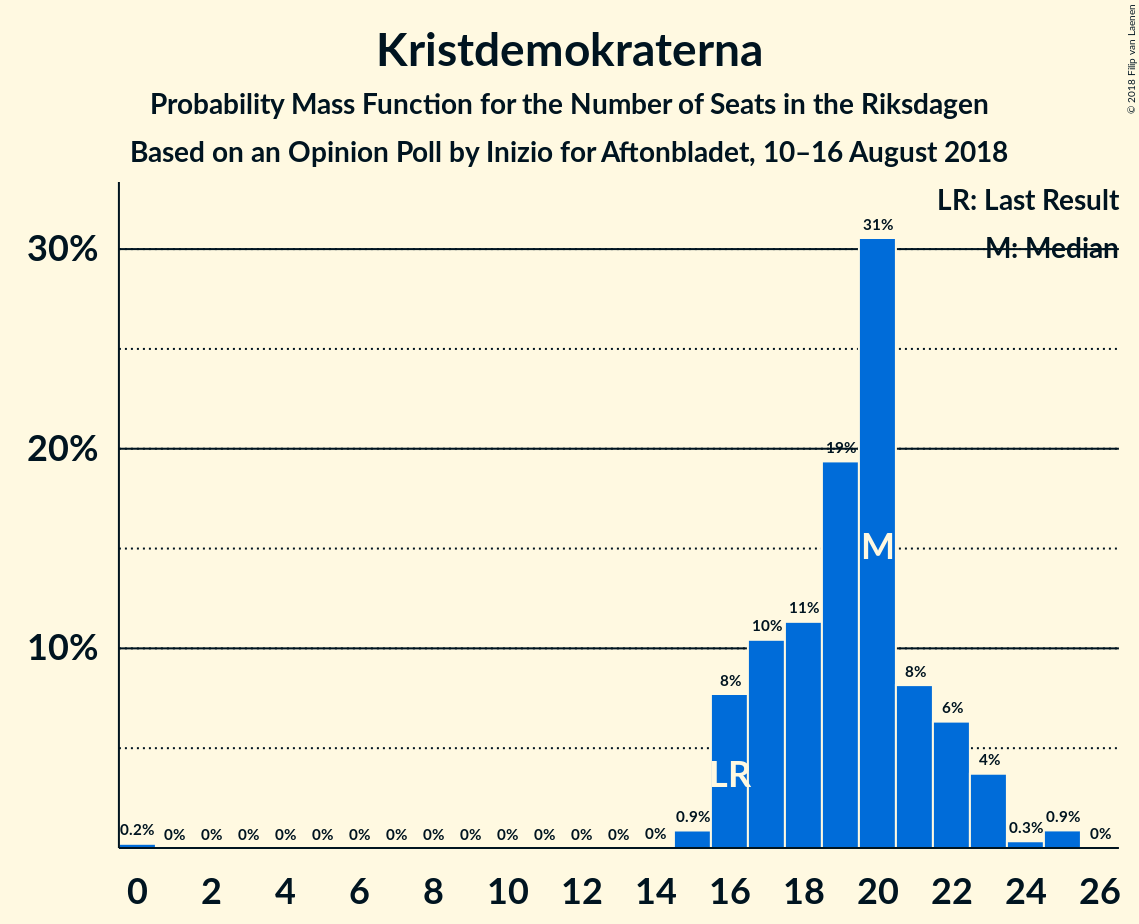 Kristdemokraterna
Probability Mass Function for the Number of Seats in the Riksdagen
Based on an Opinion Poll by Inizio for Aftonbladet, 10–16 August 2018
© 2018 Filip van Laenen
LR: Last Result
M: Median
30%
20%
10%
0.2% 0% 0% 0% 0% 0% 0% 0% 0% 0% 0% 0% 0% 0% 0% 0.9% 8% 10% 11% 19% 31% 8% 6% 4% 0.3% 0.9% 0%
LR
M
0 2 4 6 8 10 12 14 16 18 20 22 24 26